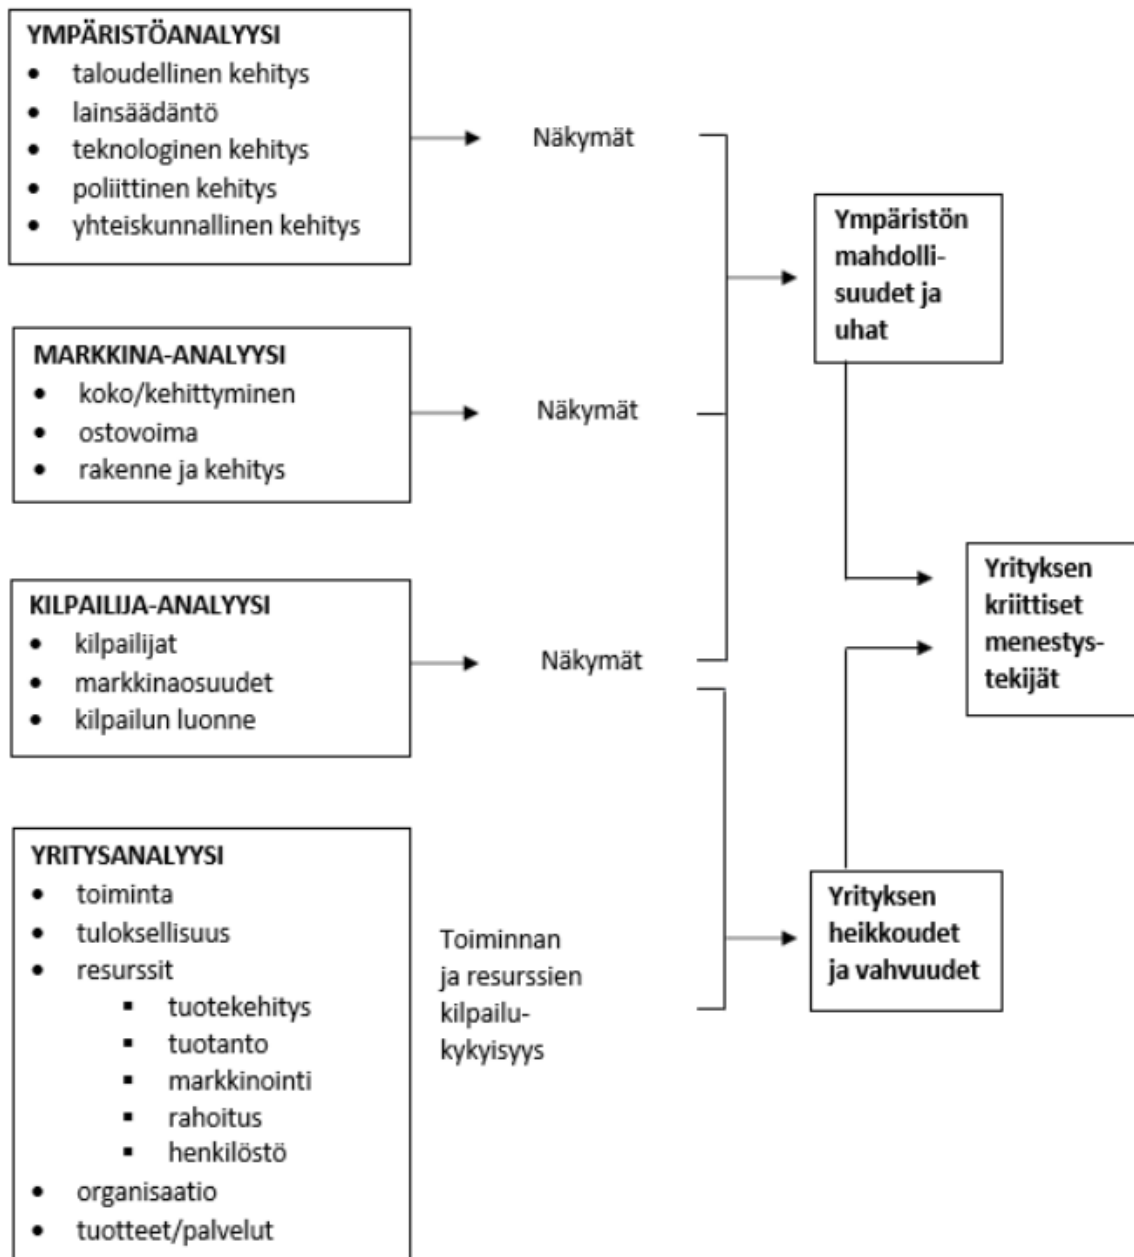 YMPÄRISTÖANALYYSI
• taloudellinen kehitys
• lainsäädäntö
• teknologinen kehitys
• poliittinen kehitys
• yhteiskunnallinen kehitys
Näkymät
Ympäristön
mahdolli-
suudet ja
uhat
MARKKINA-ANALYYSI
• koko/kehittyminen
• ostovoima
• rakenne ja kehitys
Näkymät
Yrityksen
kriittiset
menestys-
tekijät
KILPAILIJA-ANALYYSI
• kilpailijat
• markkinaosuudet
• kilpailun luonne
Näkymät
YRITYSANALYYSI
• toiminta
• tuloksellisuus
• resurssit
▪ tuotekehitys
▪ tuotanto
▪ markkinointi
▪ rahoitus
▪ henkilöstö
• organisaatio
• tuotteet/palvelut
Toiminnan
ja resurssien
kilpailu-
kykyisyys
Yrityksen
heikkoudet
ja vahvuudet